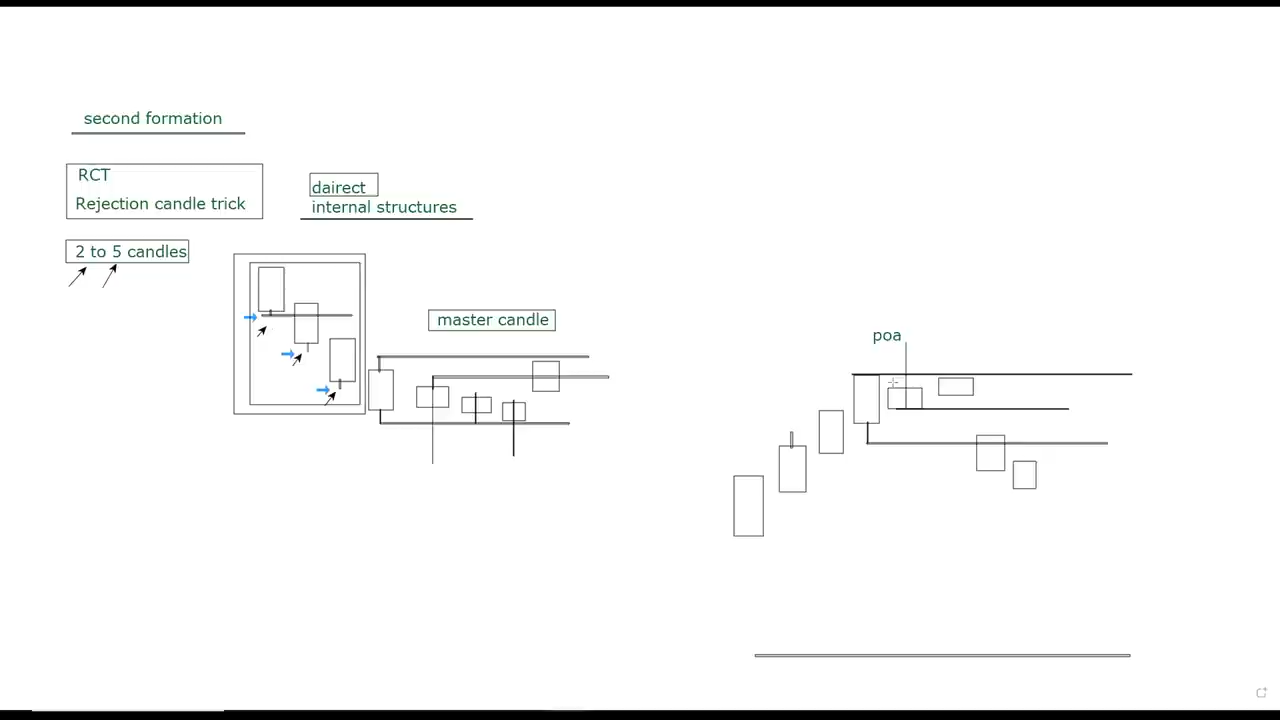 second formation
RCT
Rejection candle trick
dairect
internal structures
2 to 5 candles
master candle
poa